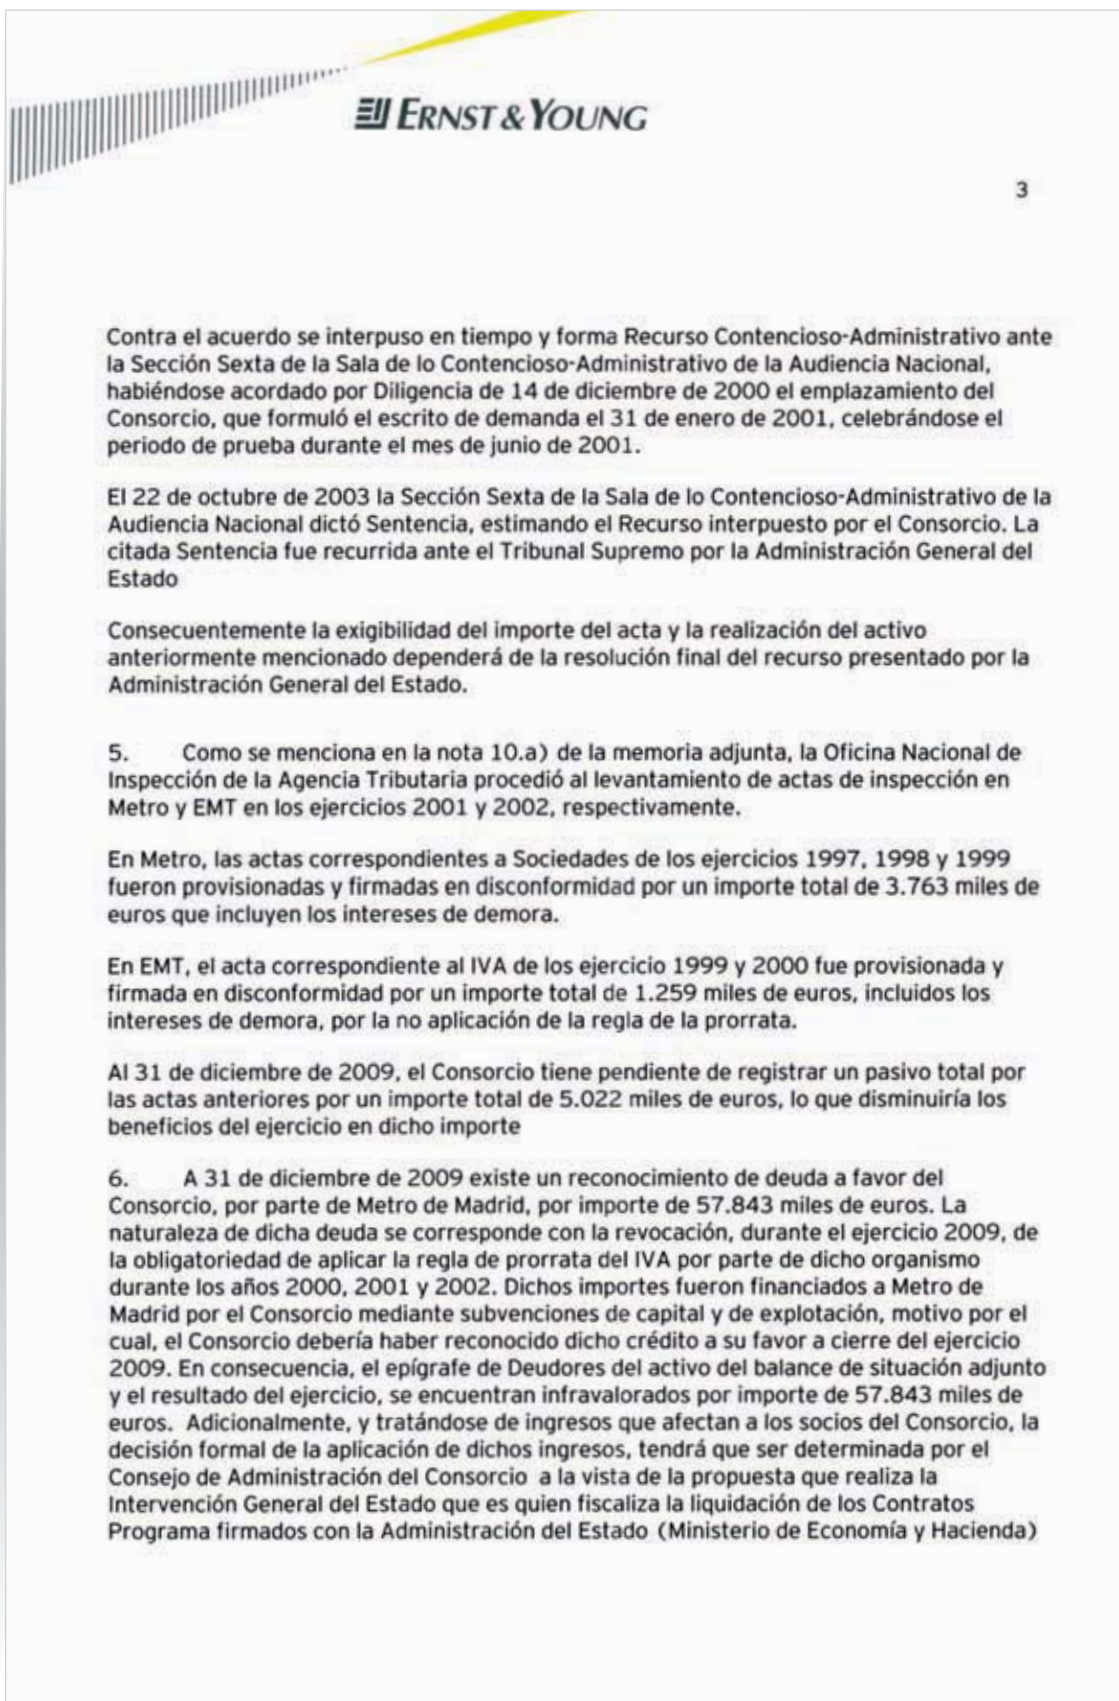 ERNST & YOUNG
3
Contra el acuerdo se interpuso en tiempo y forma Recurso Contencioso-Administrativo ante
la Sección Sexta de la Sala de lo Contencioso-Administrativo de la Audiencia Nacional,
habiéndose acordado por Diligencia de 14 de diciembre de 2000 el emplazamiento del
Consorcio, que formuló el escrito de demanda el 31 de enero de 2001, celebrándose el
periodo de prueba durante el mes de junio de 2001.
El 22 de octubre de 2003 la Sección Sexta de la Sala de lo Contencioso-Administrativo de la
Audiencia Nacional dictó Sentencia, estimando el Recurso interpuesto por el Consorcio. La
citada Sentencia fue recurrida ante el Tribunal Supremo por la Administración General del
Estado
Consecuentemente la exigibilidad del importe del acta y la realización del activo
anteriormente mencionado dependerá de la resolución final del recurso presentado por la
Administración General del Estado.
5. Como se menciona en la nota 10.a) de la memoria adjunta, la Oficina Nacional de
Inspección de la Agencia Tributaria procedió al levantamiento de actas de inspección en
Metro y EMT en los ejercicios 2001 y 2002, respectivamente.
En Metro, las actas correspondientes a Sociedades de los ejercicios 1997, 1998 y 1999
fueron provisionadas y firmadas en disconformidad por un importe total de 3.763 miles de
euros que incluyen los intereses de demora.
En EMT, el acta correspondiente al IVA de los ejercicio 1999 y 2000 fue provisionada y
firmada en disconformidad por un importe total de 1.259 miles de euros, incluidos los
intereses de demora, por la no aplicación de la regla de la prorrata.
Al 31 de diciembre de 2009, el Consorcio tiene pendiente de registrar un pasivo total por
las actas anteriores por un importe total de 5.022 miles de euros, lo que disminuiría los
beneficios del ejercicio en dicho importe
6. A 31 de diciembre de 2009 existe un reconocimiento de deuda a favor del
Consorcio, por parte de Metro de Madrid, por importe de 57.843 miles de euros. La
naturaleza de dicha deuda se corresponde con la revocación, durante el ejercicio 2009, de
la obligatoriedad de aplicar la regla de prorrata del IVA por parte de dicho organismo
durante los años 2000, 2001 y 2002. Dichos importes fueron financiados a Metro de
Madrid por el Consorcio mediante subvenciones de capital y de explotación, motivo por el
cual, el Consorcio debería haber reconocido dicho crédito a su favor a cierre del ejercicio
2009. En consecuencia, el epígrafe de Deudores del activo del balance de situación adjunto
y el resultado del ejercicio, se encuentran infravalorados por importe de 57.843 miles de
euros. Adicionalmente, y tratándose de ingresos que afectan a los socios del Consorcio, la
decisión formal de la aplicación de dichos ingresos, tendrá que ser determinada por el
Consejo de Administración del Consorcio a la vista de la propuesta que realiza la
Intervención General del Estado que es quien fiscaliza la liquidación de los Contratos
Programa firmados con la Administración del Estado (Ministerio de Economía y Hacienda)